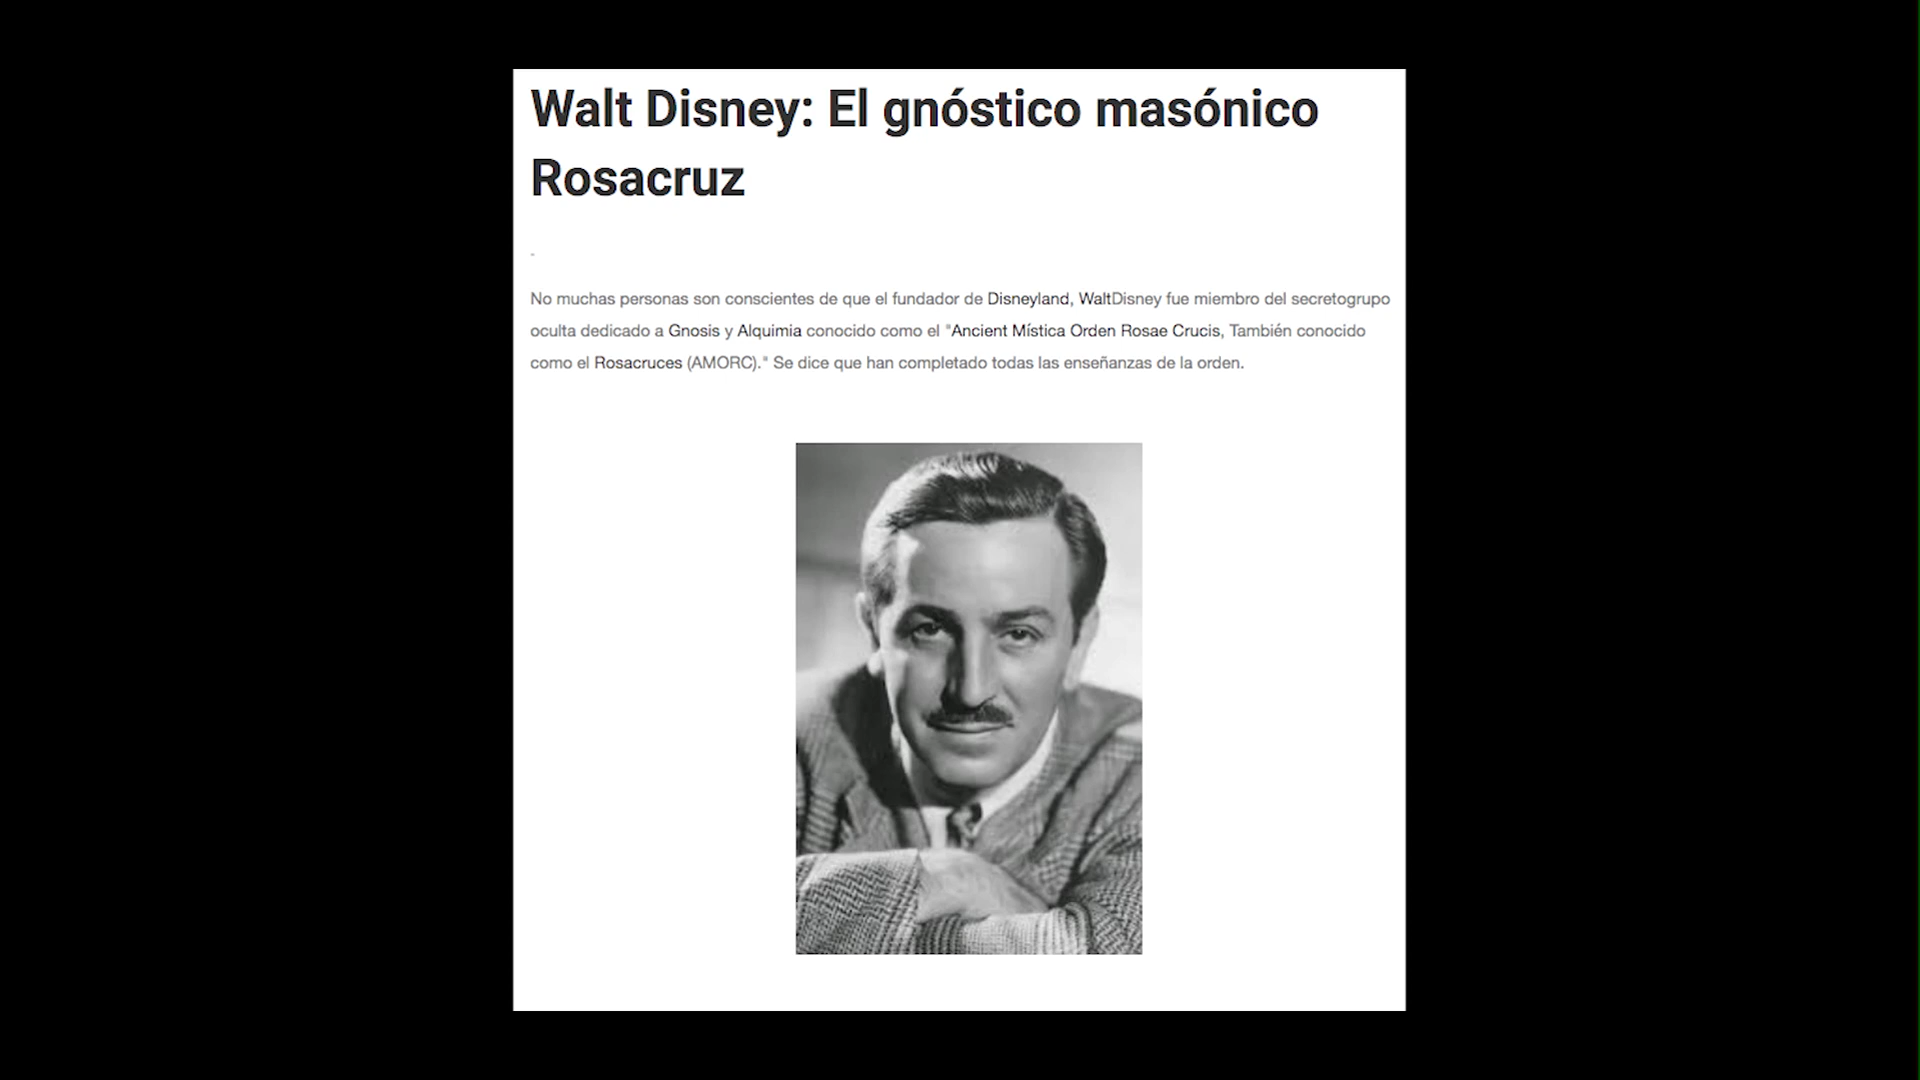 Walt Disney: El gnóstico masónico
Rosacruz
-
No muchas personas son conscientes de que el fundador de Disneyland, WaltDisney fue miembro del secretogrupo
oculta dedicado a Gnosis y Alquimia conocido como el "Ancient Mística Orden Rosae Crucis, También conocido
como el Rosacruces (AMORC)." Se dice que han completado todas las enseñanzas de la orden.